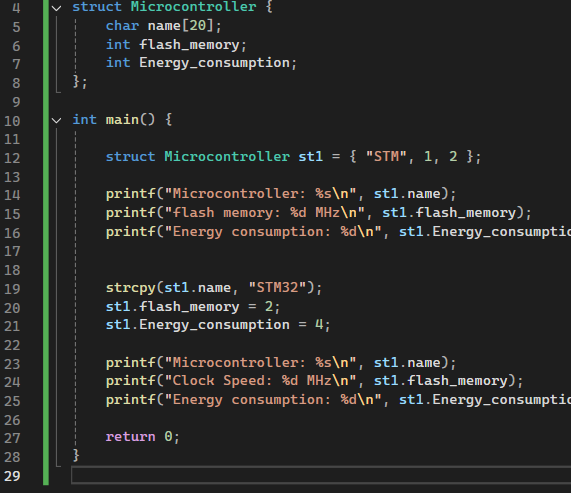 4 struct Microcontroller {
5 char name[20];
6 int flash_memory;
7 int Energy_consumption;
8 };
9
10 int main() {
11
12 struct Microcontroller st1 = { "STM", 1, 2 };
13
14 printf("Microcontroller: %s\n", st1.name);
15 printf("flash memory: %d MHz\n", st1.flash_memory);
16 printf("Energy consumption: %d\n", st1.Energy_consumptio
17
18
19 strcpy(st1.name, "STM32");
20 st1.flash_memory = 2;
21 st1.Energy_consumption = 4;
22
23 printf("Microcontroller: %s\n", st1.name);
24 printf("Clock Speed: %d MHz\n", st1.flash_memory);
25 printf("Energy consumption: %d\n", st1.Energy_consumptio
26
27 return 0;
28 }
29